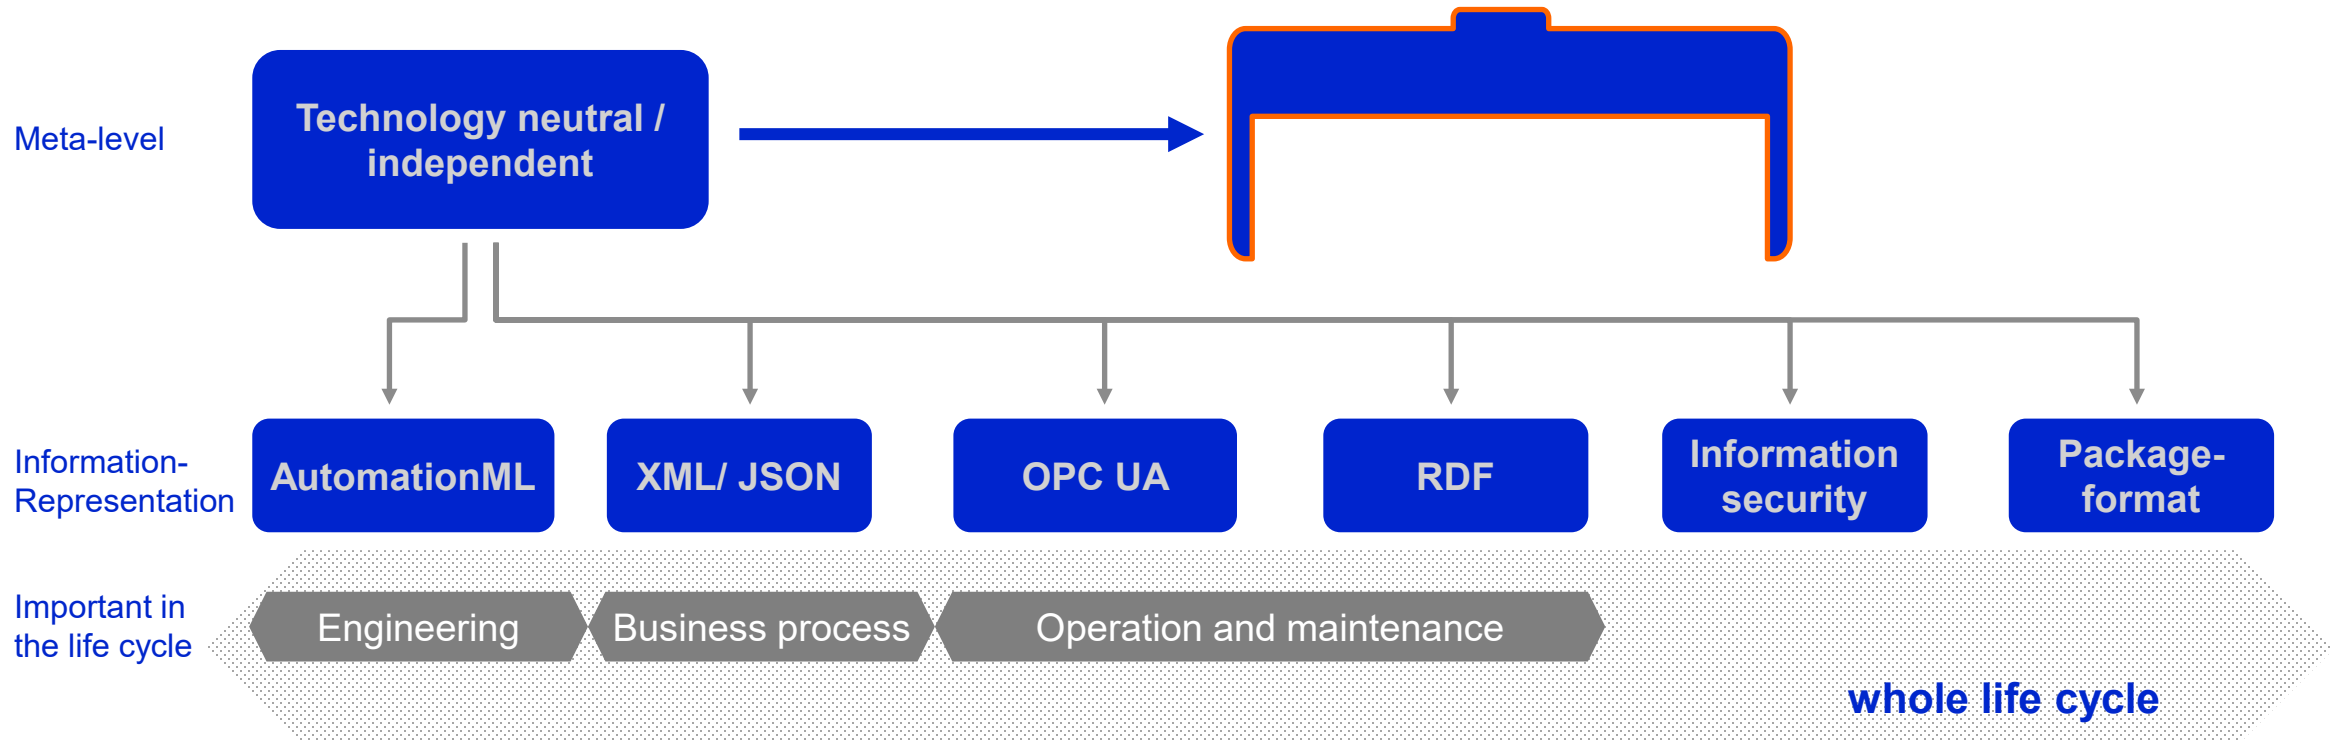 Meta-level
Technology neutral /
independent
Information-
Representation
AutomationML
XML/ JSON
OPC UA
RDF
Information
security
Package-
format
Important in
the life cycle
Engineering
Business process
Operation and maintenance
whole life cycle